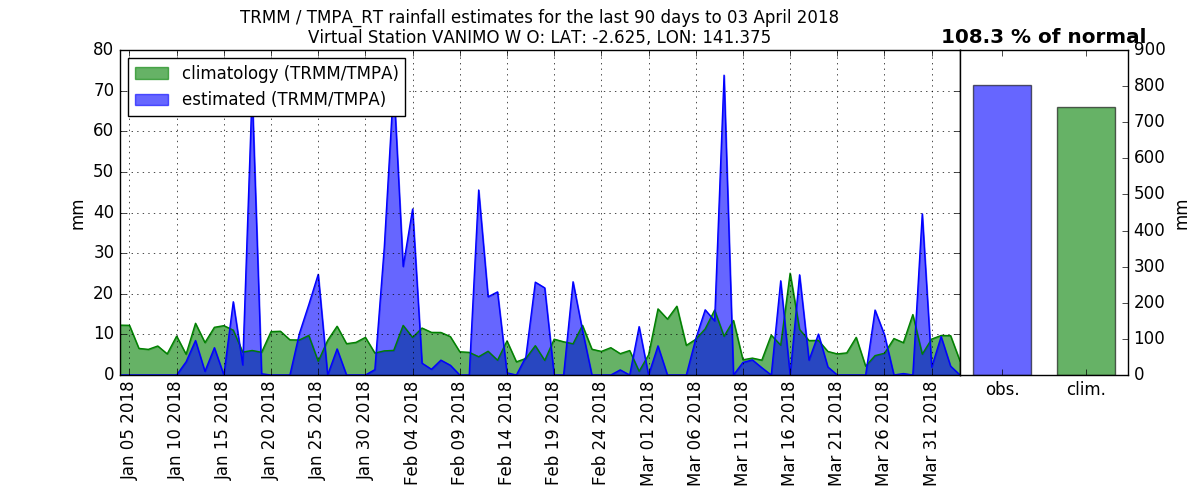 TRMM / TMPA_RT rainfall estimates for the last 90 days to 03 April 2018
Virtual Station VANIMO W O: LAT: -2.625, LON: 141.375
108.3 % of normal
climatology (TRMM/TMPA)
estimated (TRMM/TMPA)
mm
80
70
60
50
40
30
20
10
0
Jan 05 2018
Jan 10 2018
Jan 15 2018
Jan 20 2018
Jan 25 2018
Jan 30 2018
Feb 04 2018
Feb 09 2018
Feb 14 2018
Feb 19 2018
Feb 24 2018
Mar 01 2018
Mar 06 2018
Mar 11 2018
Mar 16 2018
Mar 21 2018
Mar 26 2018
Mar 31 2018
obs.
clim.
900
800
700
600
500
400
300
200
100
0
mm